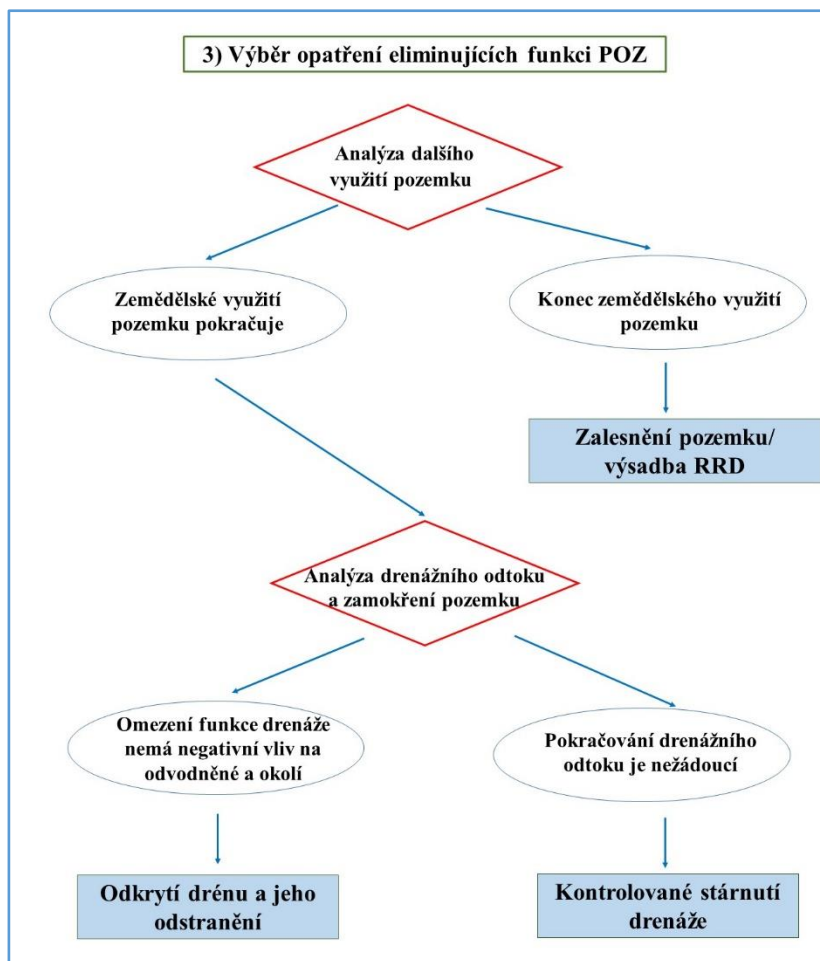 3) Výběr opatření eliminujících funkci POZ
Analýza dalšího
využití pozemku
Zemědělské využití
pozemku pokračuje
Konec zemědělského využití
pozemku
Zalesnění pozemku/
výsadba RRD
Analýza drenážního odtoku
a zamokření pozemku
Omezení funkce drenáže
nemá negativní vliv na
odvodněné a okolí
Pokračování drenážního
odtoku je nežádoucí
Odkrytí drénu a jeho
odstranění
Kontrolované stárnutí
drenáže